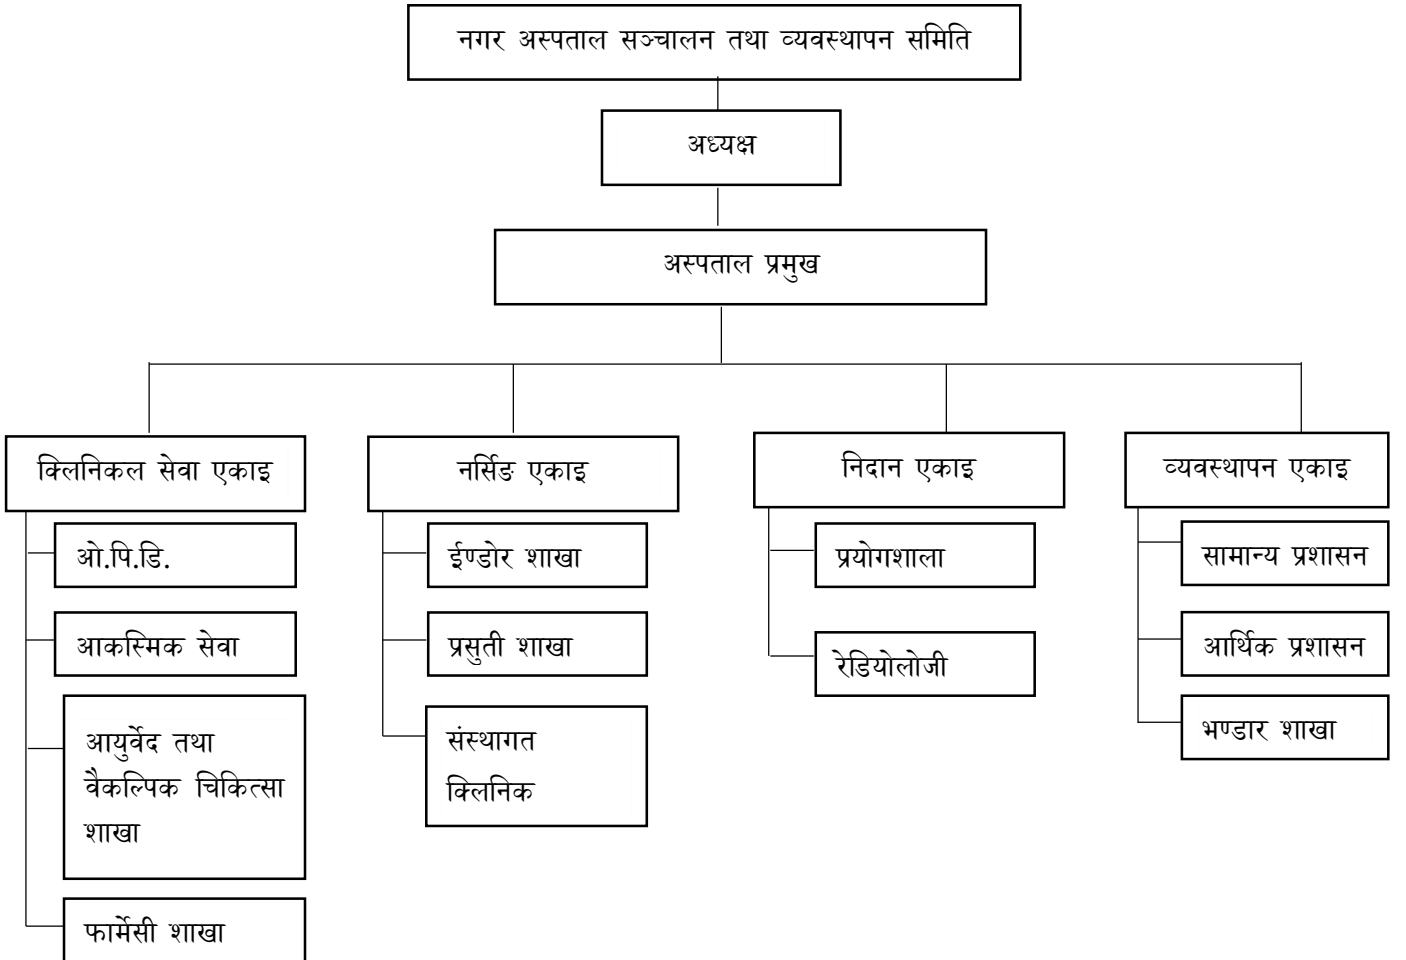 नगर अस्पताल सञ्चालन तथा व्यवस्थापन समिति
अध्यक्ष
अस्पताल प्रमुख
क्लिनिकल सेवा एकाइ
ओ.पि.डि.
आकस्मिक सेवा
आयुर्वेद तथा
वैकल्पिक चिकित्सा
शाखा
फार्मेसी शाखा
नर्सिङ एकाइ
ईण्डोर शाखा
प्रसुती शाखा
संस्थागत
क्लिनिक
निदान एकाइ
प्रयोगशाला
रेडियोलोजी
व्यवस्थापन एकाइ
सामान्य प्रशासन
आर्थिक प्रशासन
भण्डार शाखा